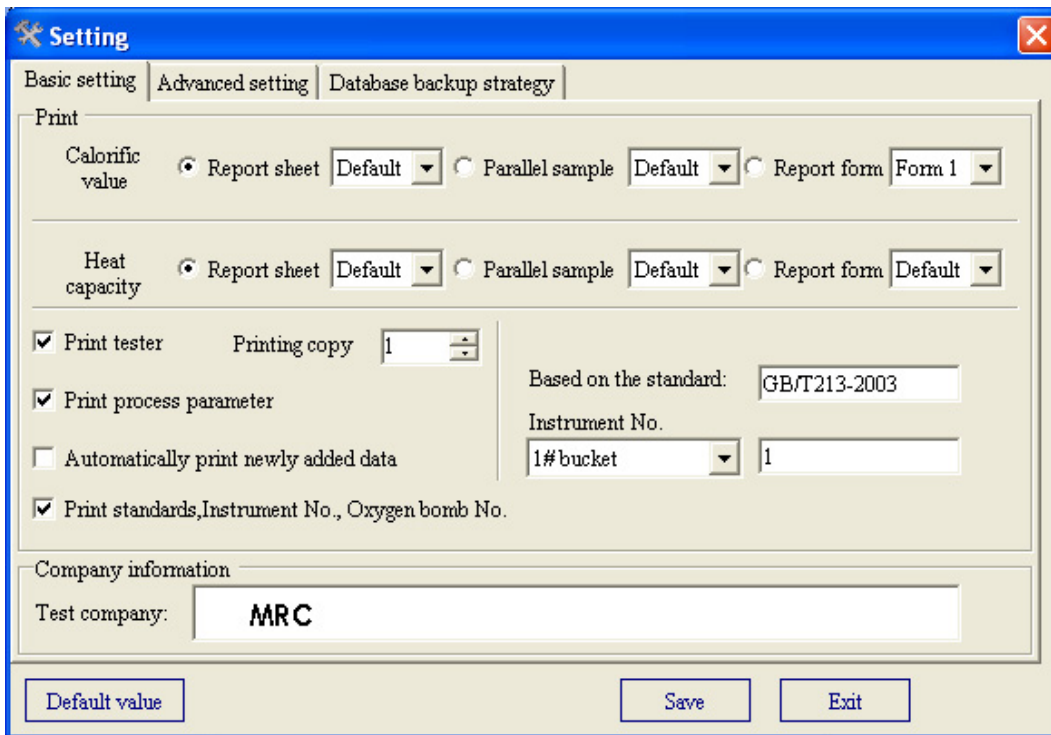 Setting
Basic setting Advanced setting Database backup strategy
Print
Calorific value Report sheet Default Parallel sample Default Report form Form 1
Heat capacity Report sheet Default Parallel sample Default Report form Default
Print tester Printing copy 1
Based on the standard: GB/T213-2003
Print process parameter
Instrument No.
Automatically print newly added data 1# bucket 1
Print standards,Instrument No., Oxygen bomb No.
Company information
Test company: MRC
Default value Save Exit